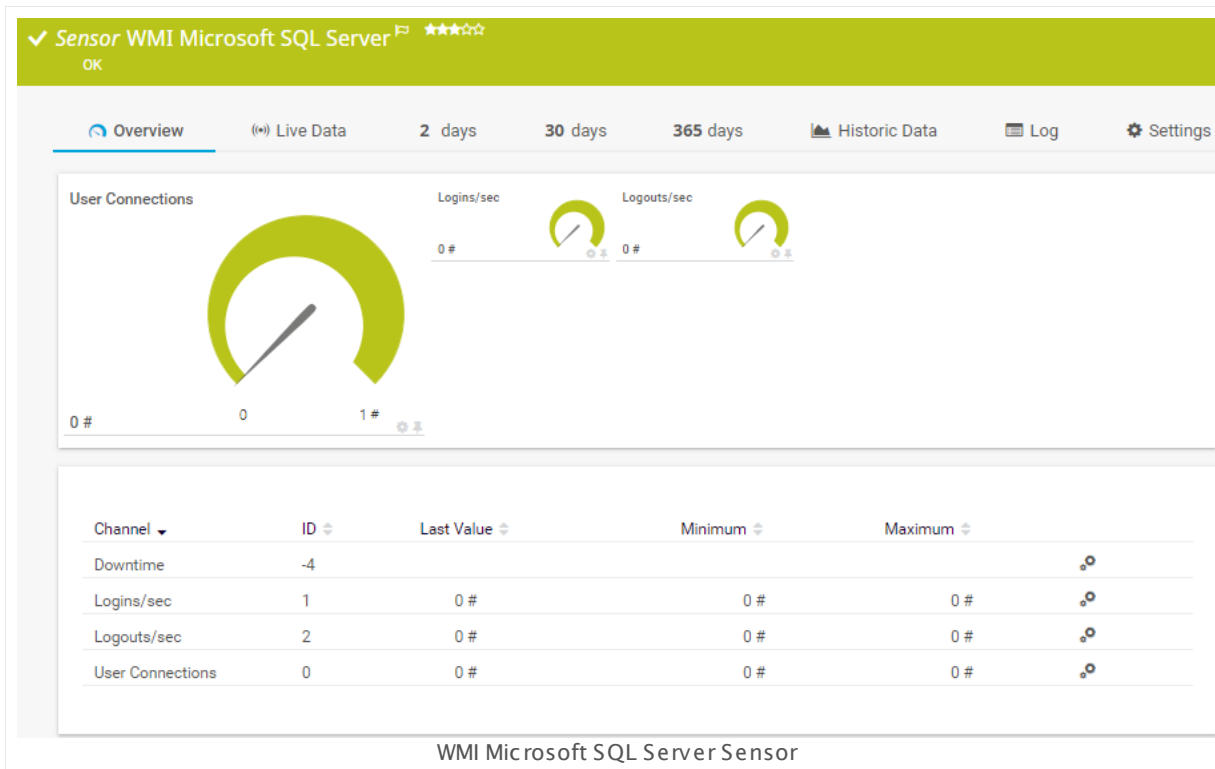 Sensor WMI Microsoft SQL Server
OK
Overview Live Data 2 days 30 days 365 days Historic Data Log Settings
User Connections
0 #
0 1 #
Logins/sec
0 #
Logouts/sec
0 #
Channel ID Last Value Minimum Maximum
Downtime -4
Logins/sec 1 0 # 0 # 0 #
Logouts/sec 2 0 # 0 # 0 #
User Connections 0 0 # 0 # 0 #
WMI Microsoft SQL Server Sensor